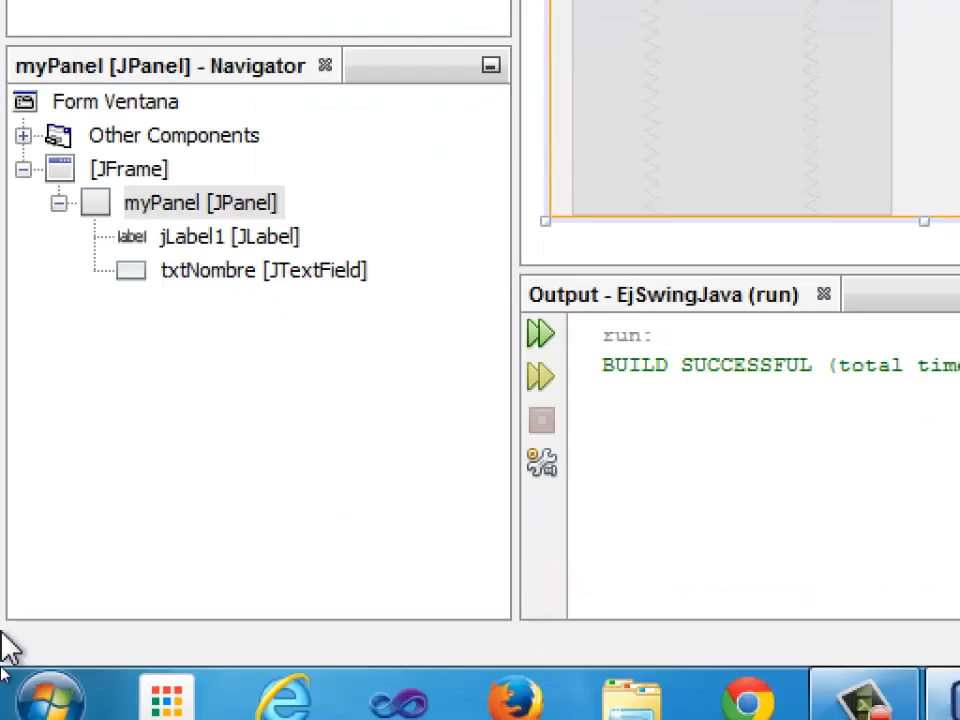 myPanel [JPanel] - Navigator
Form Ventana
Other Components
[JFrame]
myPanel [JPanel]
label jLabel1 [JLabel]
txtNombre [JTextField]
Output - EjSwingJava (run)
run:
BUILD SUCCESSFUL (total time